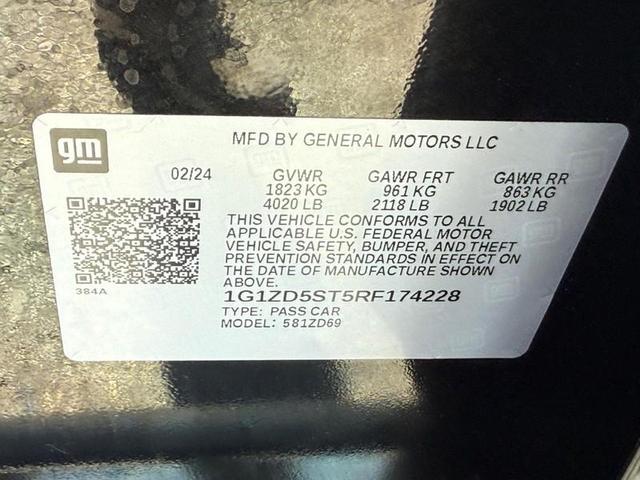 gm
MFD BY GENERAL MOTORS LLC
02/24 GVWR GAWR FRT GAWR RR
1823 KG 961 KG 863 KG
4020 LB 2118 LB 1902 LB
THIS VEHICLE CONFORMS TO ALL
APPLICABLE U.S. FEDERAL MOTOR
VEHICLE SAFETY, BUMPER, AND THEFT
PREVENTION STANDARDS IN EFFECT ON
THE DATE OF MANUFACTURE SHOWN
ABOVE.
384A
1G1ZD5ST5RF174228
TYPE: PASS CAR
MODEL: 581ZD69